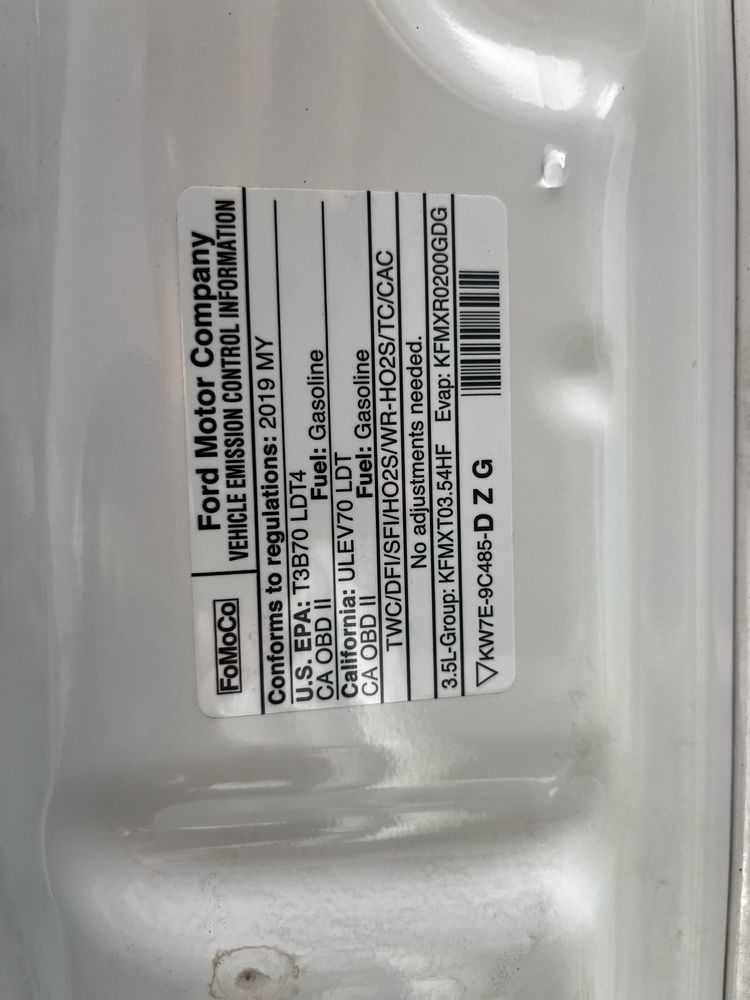 FoMoCo
Ford Motor Company
VEHICLE EMISSION CONTROL INFORMATION
Conforms to regulations: 2019 MY
U.S. EPA: T3B70 LDT4
CA OBD II Fuel: Gasoline
California: ULEV70 LDT
CA OBD II Fuel: Gasoline
TWC/DFI/SFI/HO2S/WR-HO2S/TC/CAC
No adjustments needed.
3.5L-Group: KFMXT03.54HF Evap: KFMXR0200GDG
▽KW7E-9C485-D Z G